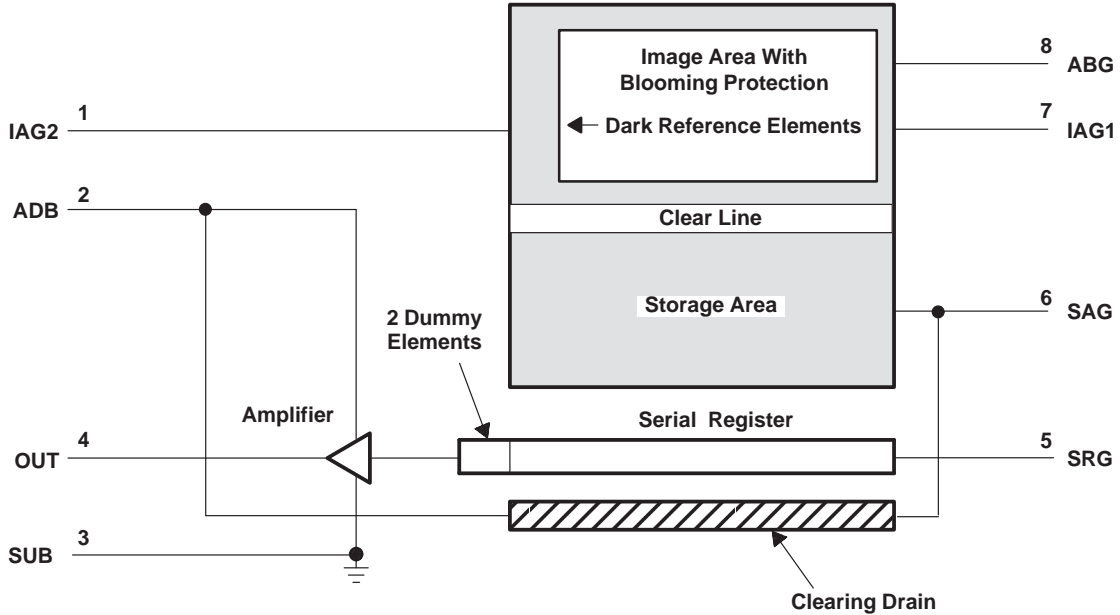 Image Area With
Blooming Protection
Dark Reference Elements
8
ABG
1
IAG2
7
IAG1
2
ADB
Clear Line
Storage Area
6
SAG
2 Dummy
Elements
Amplifier
Serial Register
4
OUT
5
SRG
3
SUB
Clearing Drain